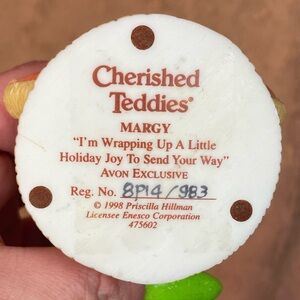 Cherished
Teddies®
MARGY
"I'm Wrapping Up A Little
Holiday Joy To Send Your Way"
AVON EXCLUSIVE
Reg. No. 8P14/983
© 1998 Priscilla Hillman
Licensee Enesco Corporation
475602